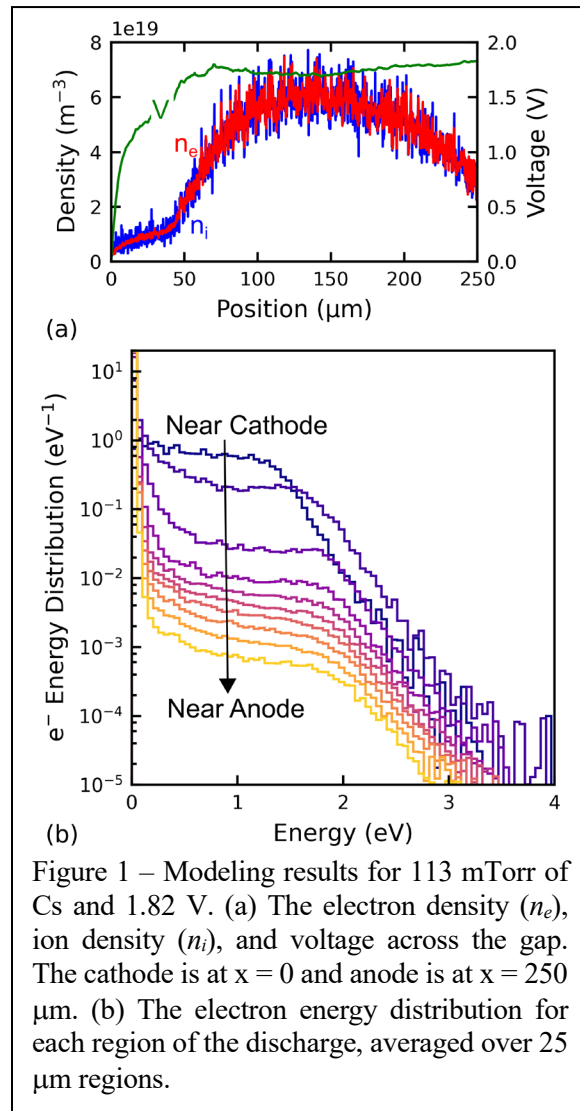 1e19
8
6
4
2
0
Density (m⁻³)
V
nₑ
nᵢ
2.0
1.5
1.0
0.5
0.0
Voltage (V)
0 50 100 150 200 250
Position (μm)
(a)
10¹
10⁰
10⁻¹
10⁻²
10⁻³
10⁻⁴
10⁻⁵
e⁻ Energy Distribution (eV⁻¹)
Near Cathode
Near Anode
0 1 2 3 4
Energy (eV)
(b)
Figure 1 – Modeling results for 113 mTorr of
Cs and 1.82 V. (a) The electron density (nₑ),
ion density (nᵢ), and voltage across the gap.
The cathode is at x = 0 and anode is at x = 250
μm. (b) The electron energy distribution for
each region of the discharge, averaged over 25
μm regions.